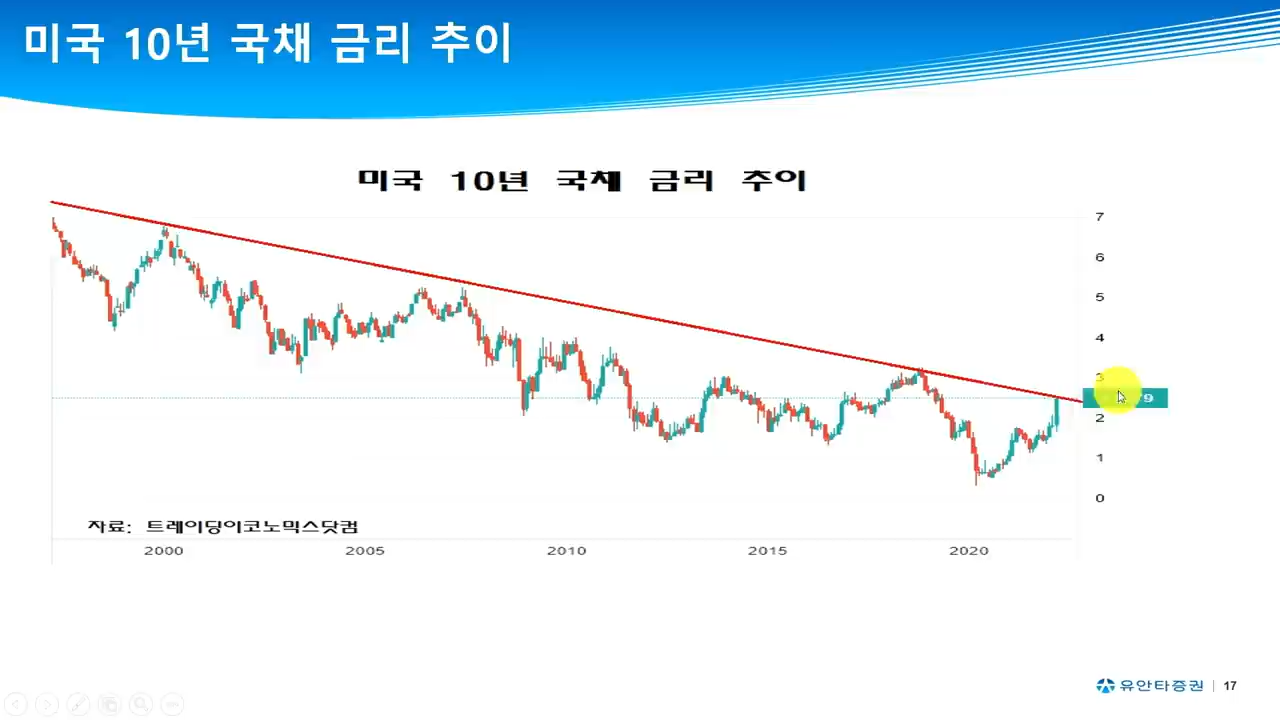 미국 10년 국채 금리 추이
미국 10년 국채 금리 추이
7
6
5
4
3
79
2
1
0
자료: 트레이딩이코노믹스닷컴
2000 2005 2010 2015 2020
유안타증권 | 17